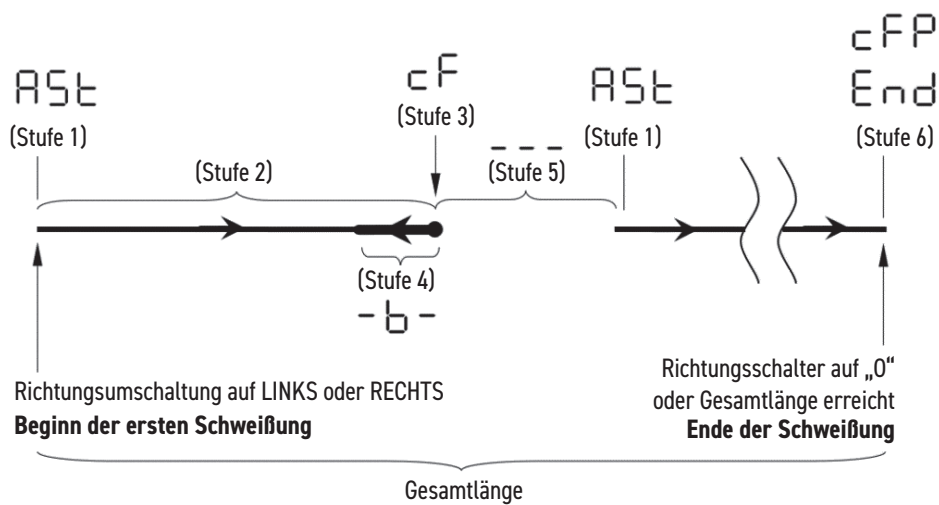 cFP
ASt cF ASt End
(Stufe 1) (Stufe 3) (Stufe 1) (Stufe 6)
- - -
(Stufe 2) (Stufe 5)
(Stufe 4)
-b-
Richtungsumschaltung auf LINKS oder RECHTS
Beginn der ersten Schweißung
Richtungsschalter auf „0“
oder Gesamtlänge erreicht
Ende der Schweißung
Gesamtlänge